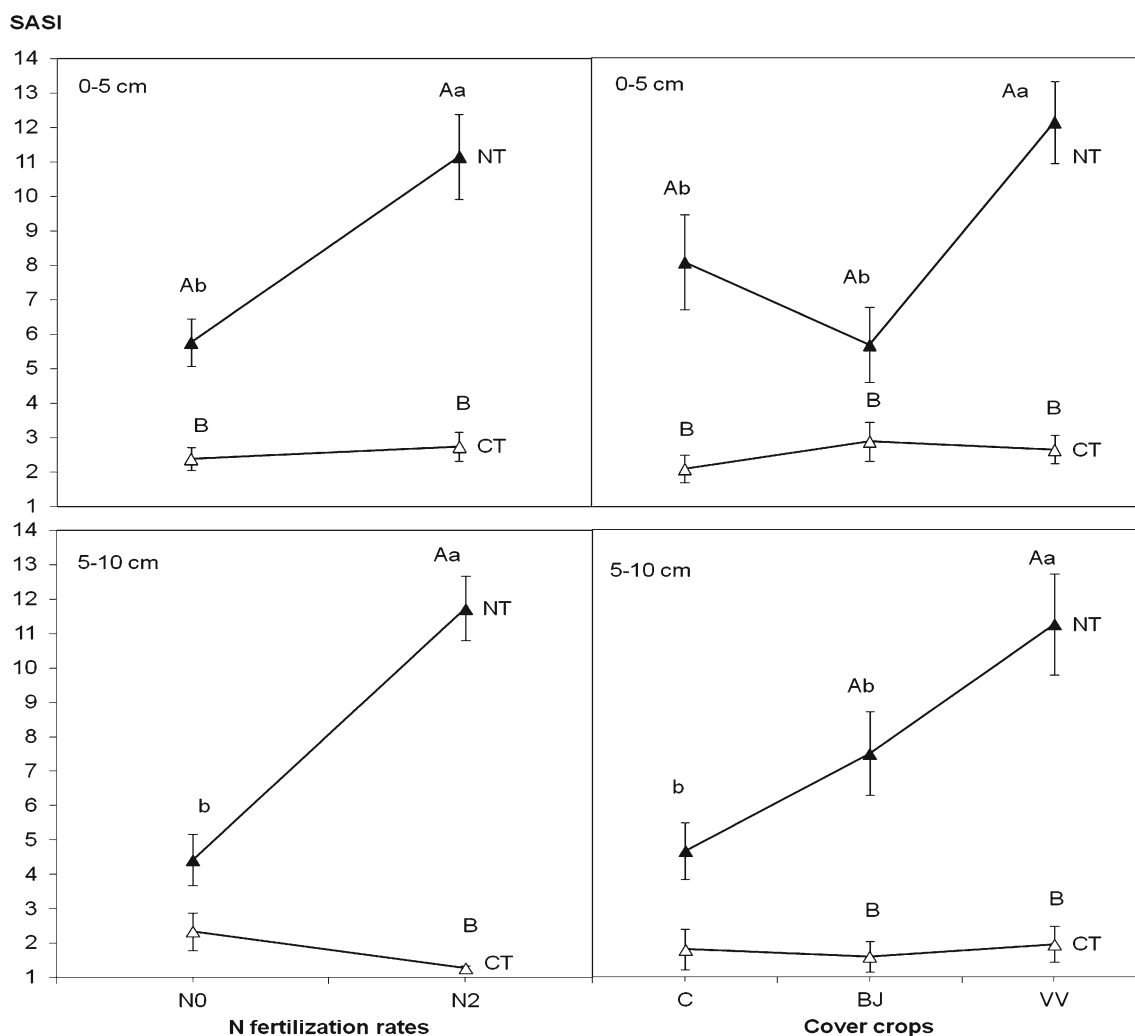 SASI
14
13
12
11
10
9
8
7
6
5
4
3
2
1
0-5 cm
Aa
NT
Ab
B
B
CT
0-5 cm
Aa
NT
Ab
Ab
B
B
B
CT
14
13
12
11
10
9
8
7
6
5
4
3
2
1
5-10 cm
Aa
NT
b
B
CT
N0
N2
N fertilization rates
5-10 cm
Aa
NT
Ab
b
B
B
CT
C
BJ
VV
Cover crops